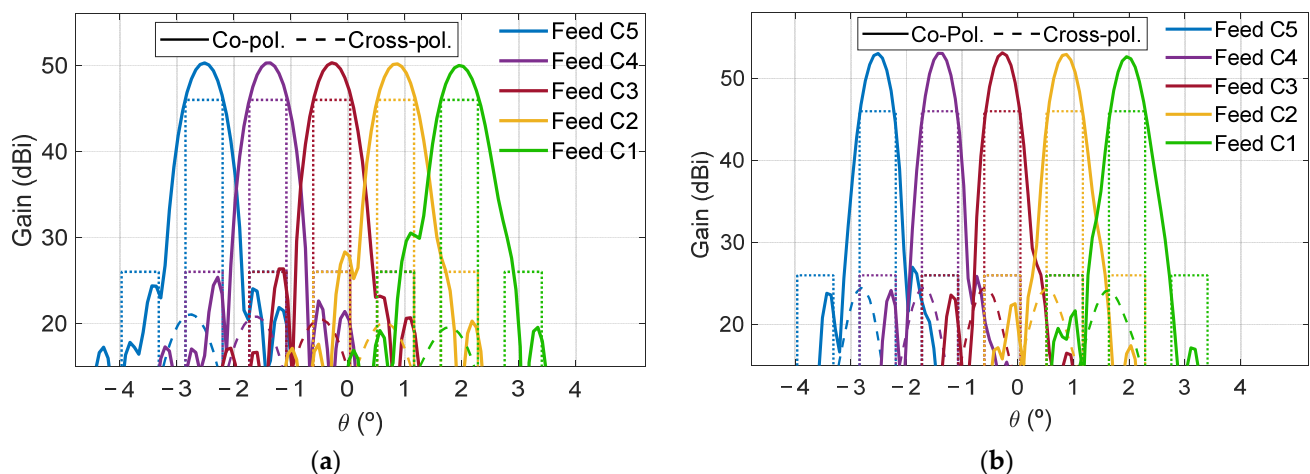 Co-pol. Cross-pol.
Feed C5
Feed C4
Feed C3
Feed C2
Feed C1
50
40
30
20
Gain (dBi)
−4 −3 −2 −1 0 1 2 3 4
θ (º)
(a)
Co-Pol. Cross-pol.
Feed C5
Feed C4
Feed C3
Feed C2
Feed C1
50
40
30
20
Gain (dBi)
−4 −3 −2 −1 0 1 2 3 4
θ (º)
(b)